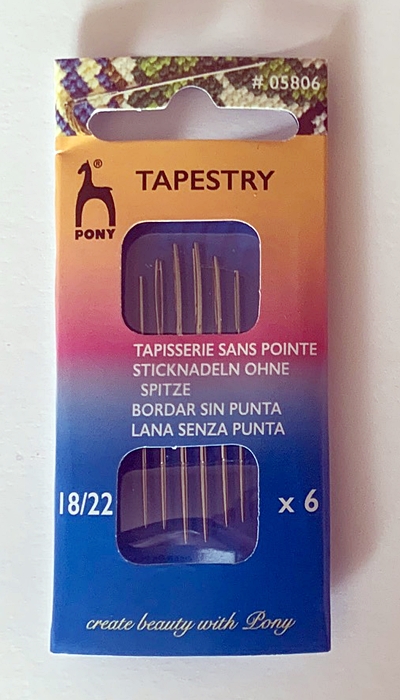 # 05806
®
TAPESTRY
PONY
TAPISSERIE SANS POINTE
STICKNADELN OHNE
SPITZE
BORDAR SIN PUNTA
LANA SENZA PUNTA
18/22
x 6
create beauty with Pony